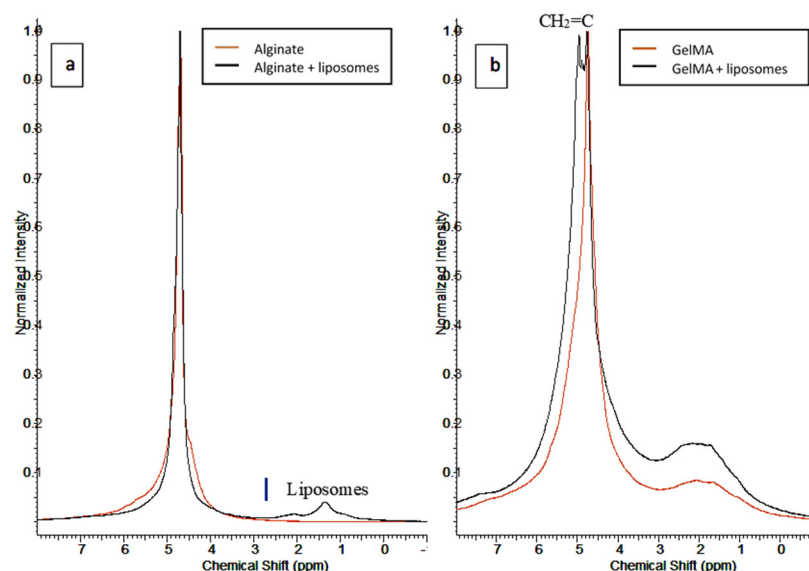 CH2=C
1.0
a
Alginate
Alginate + liposomes
0.9
0.8
0.7
0.6
0.5
0.4
0.3
0.2
0.1
Normalized Intensity
Liposomes
7 6 5 4 3 2 1 0 -1
Chemical Shift (ppm)
1.0
b
GelMA
GelMA + liposomes
0.9
0.8
0.7
0.6
0.5
0.4
0.3
0.2
0.1
Normalized Intensity
7 6 5 4 3 2 1 0
Chemical Shift (ppm)